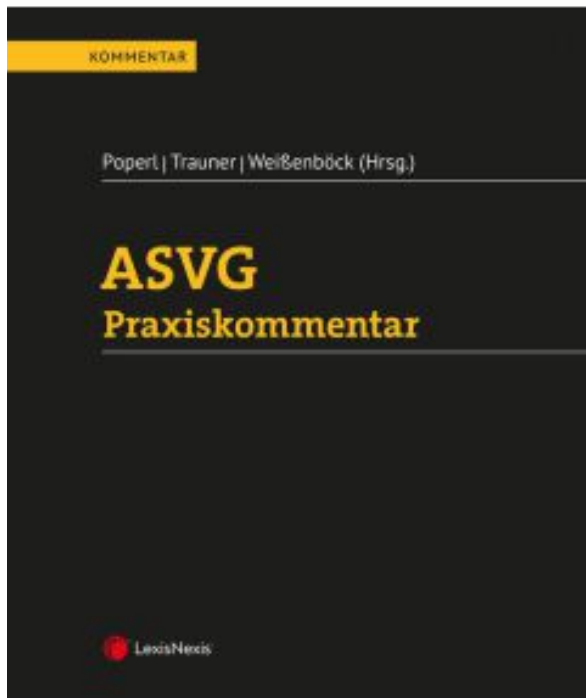 KOMMENTAR
Poperl | Trauner | Weißenböck (Hrsg.)
ASVG
Praxiskommentar
LexisNexis